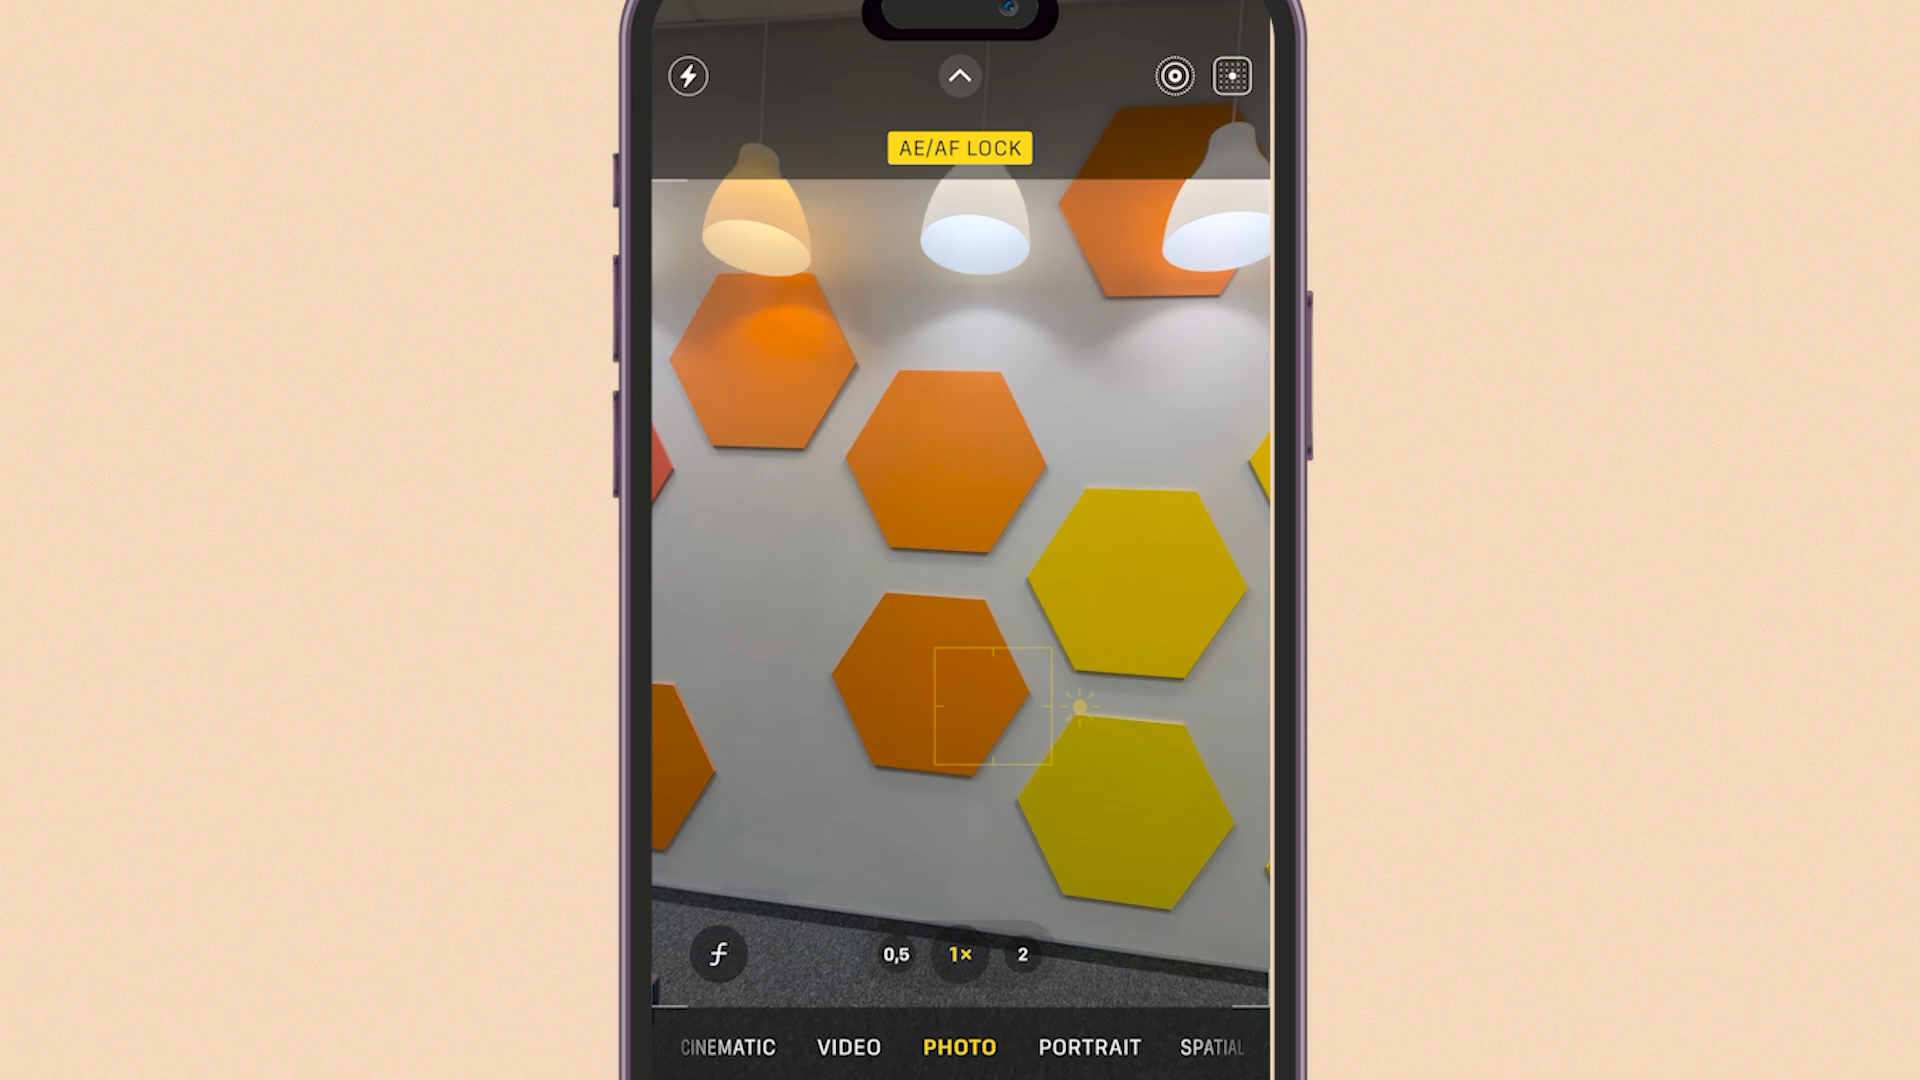 AE/AF LOCK
f
0,5 1× 2
CINEMATIC VIDEO PHOTO PORTRAIT SPATIAL